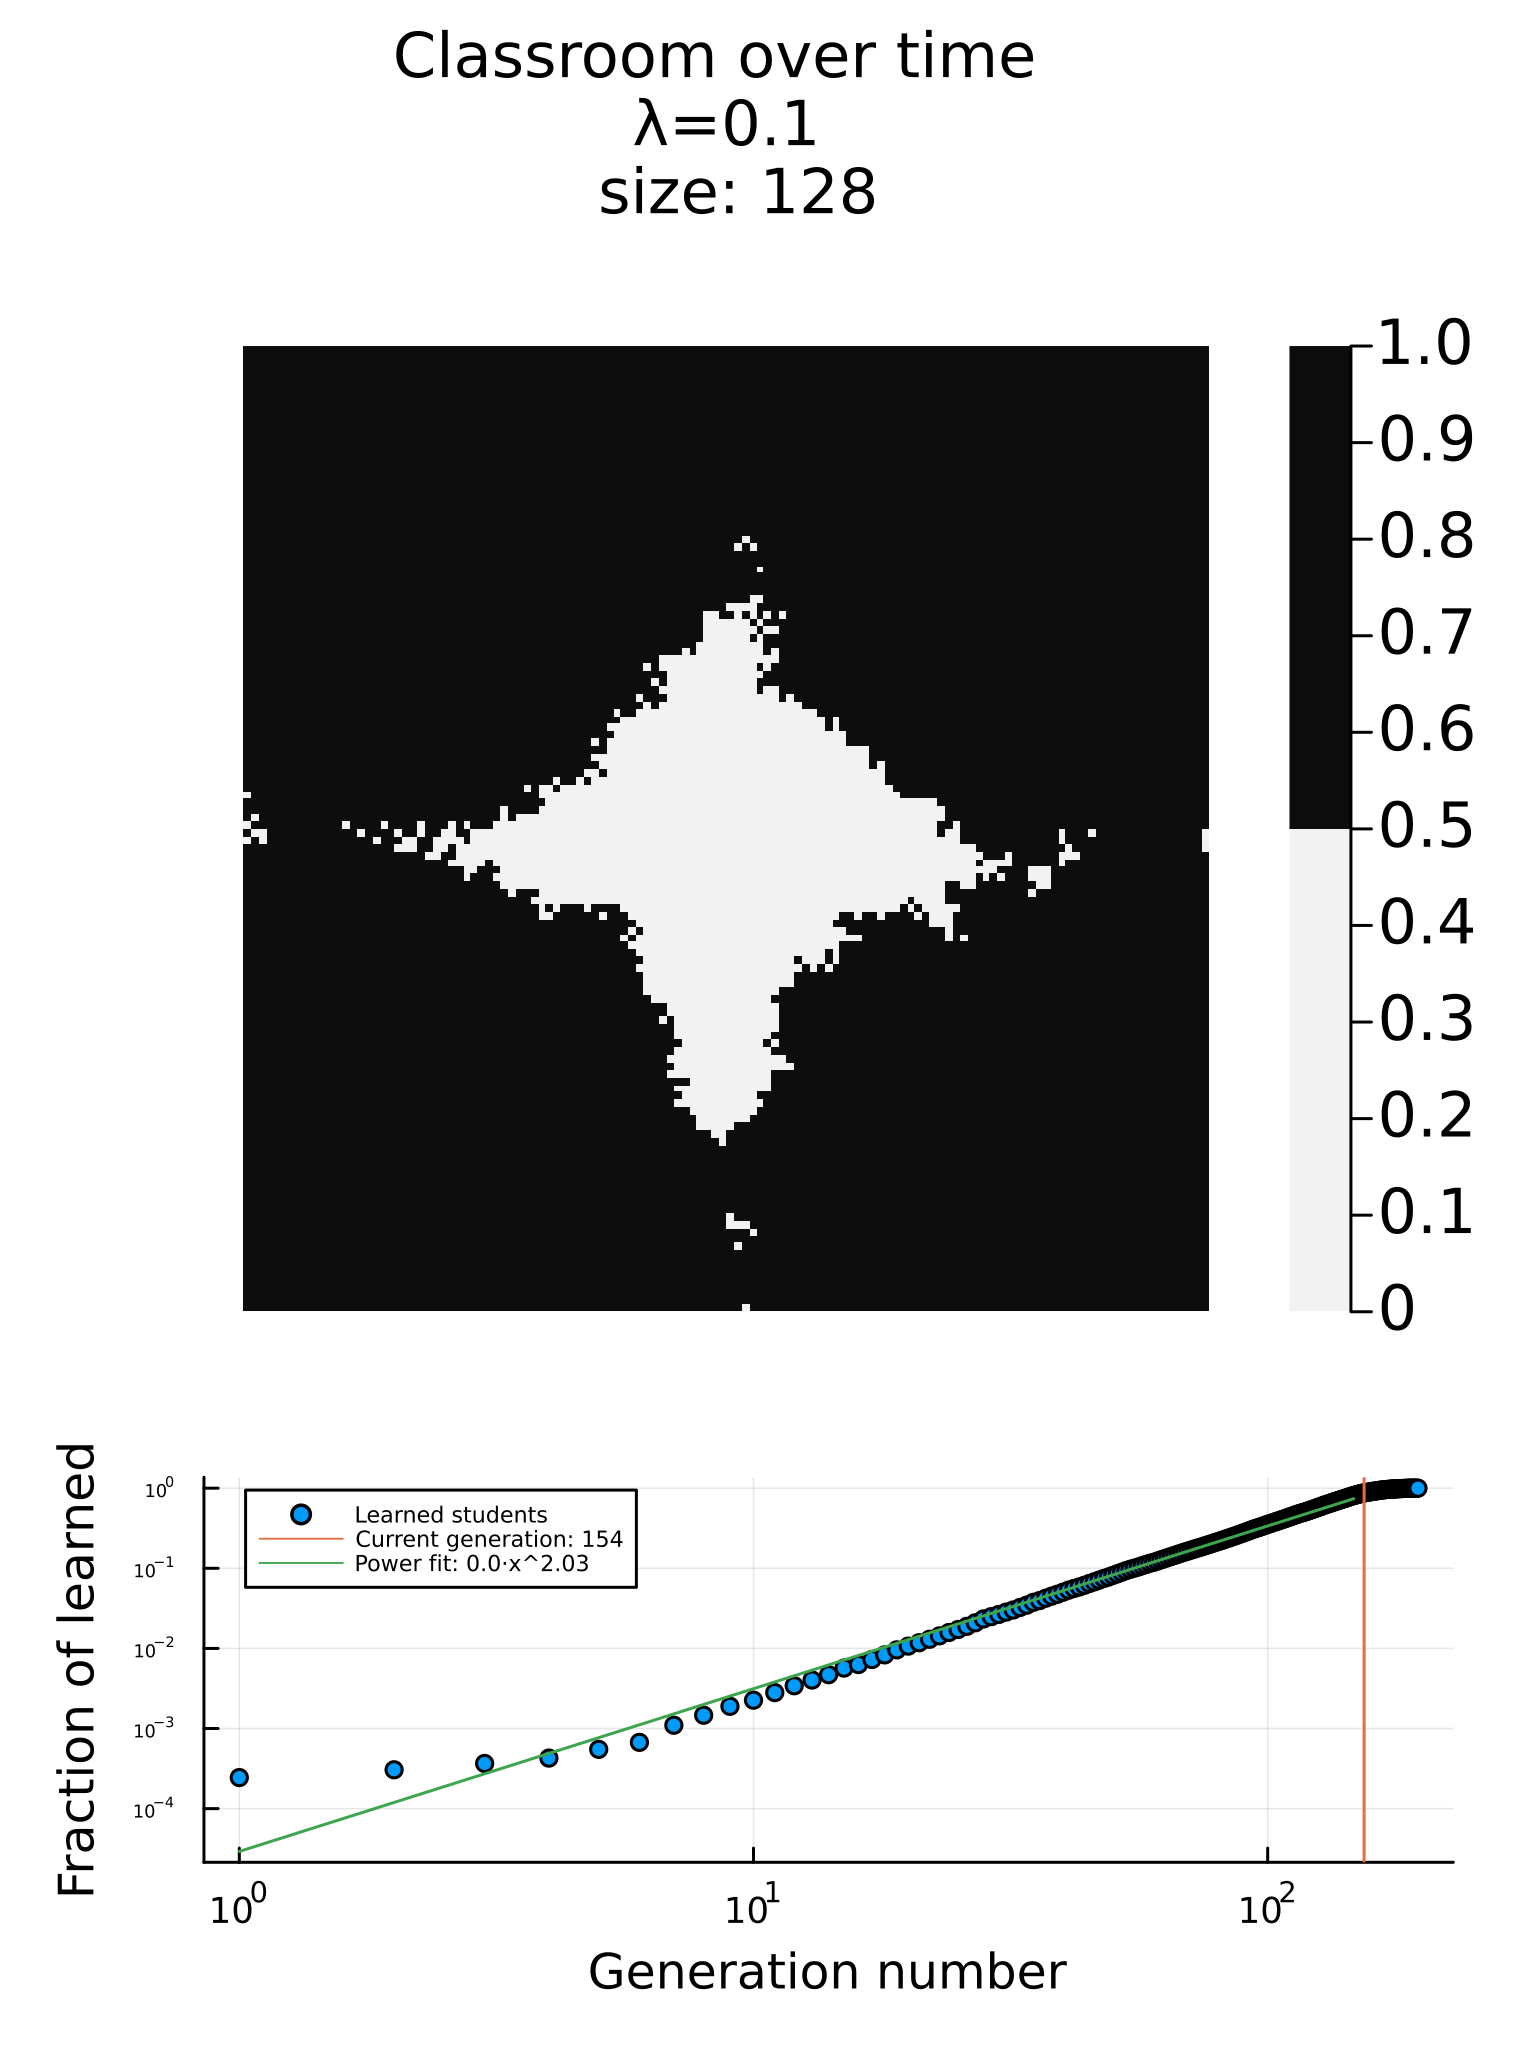 Classroom over time
λ=0.1
size: 128
1.0
0.9
0.8
0.7
0.6
0.5
0.4
0.3
0.2
0.1
0
Fraction of learned
10^0
10^-1
10^-2
10^-3
10^-4
Learned students
Current generation: 154
Power fit: 0.0·x^2.03
10^0 10^1 10^2
Generation number